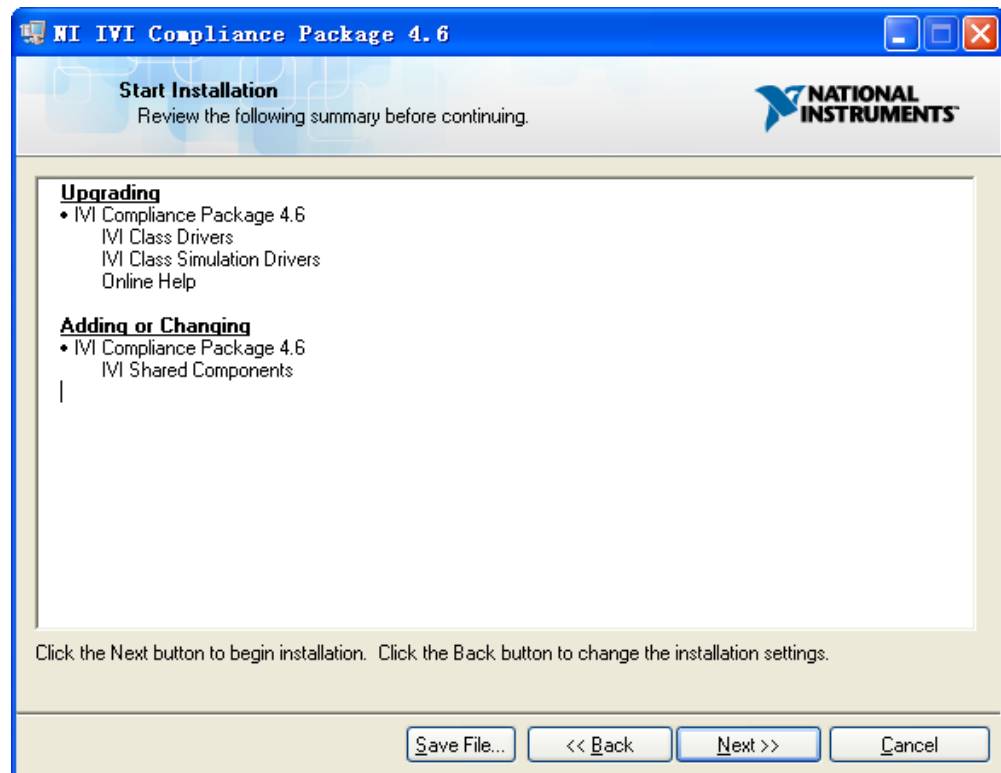 NI IVI Compliance Package 4.6
Start Installation
Review the following summary before continuing.
NATIONAL
INSTRUMENTS™
Upgrading
• IVI Compliance Package 4.6
IVI Class Drivers
IVI Class Simulation Drivers
Online Help
Adding or Changing
• IVI Compliance Package 4.6
IVI Shared Components
Click the Next button to begin installation.  Click the Back button to change the installation settings.
Save File...
<< Back
Next >>
Cancel